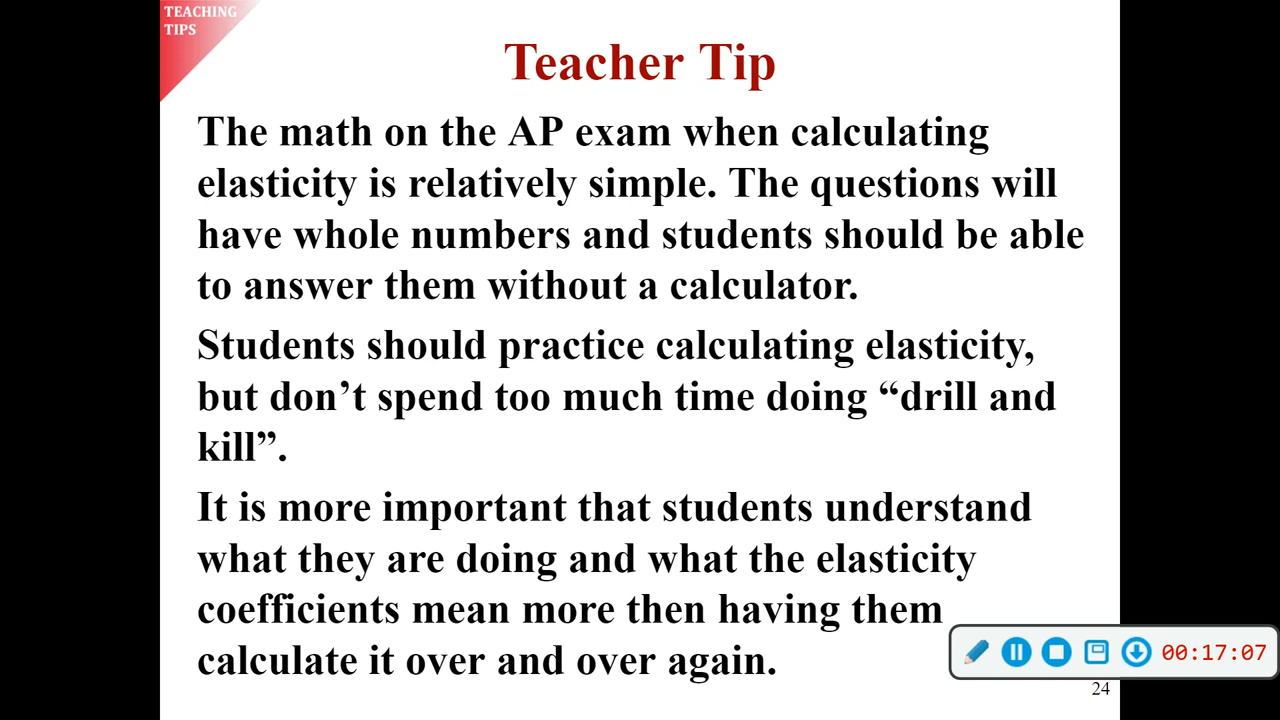 TEACHING
TIPS
Teacher Tip
The math on the AP exam when calculating
elasticity is relatively simple. The questions will
have whole numbers and students should be able
to answer them without a calculator.
Students should practice calculating elasticity,
but don’t spend too much time doing “drill and
kill”.
It is more important that students understand
what they are doing and what the elasticity
coefficients mean more then having them
calculate it over and over again.
00:17:07
24